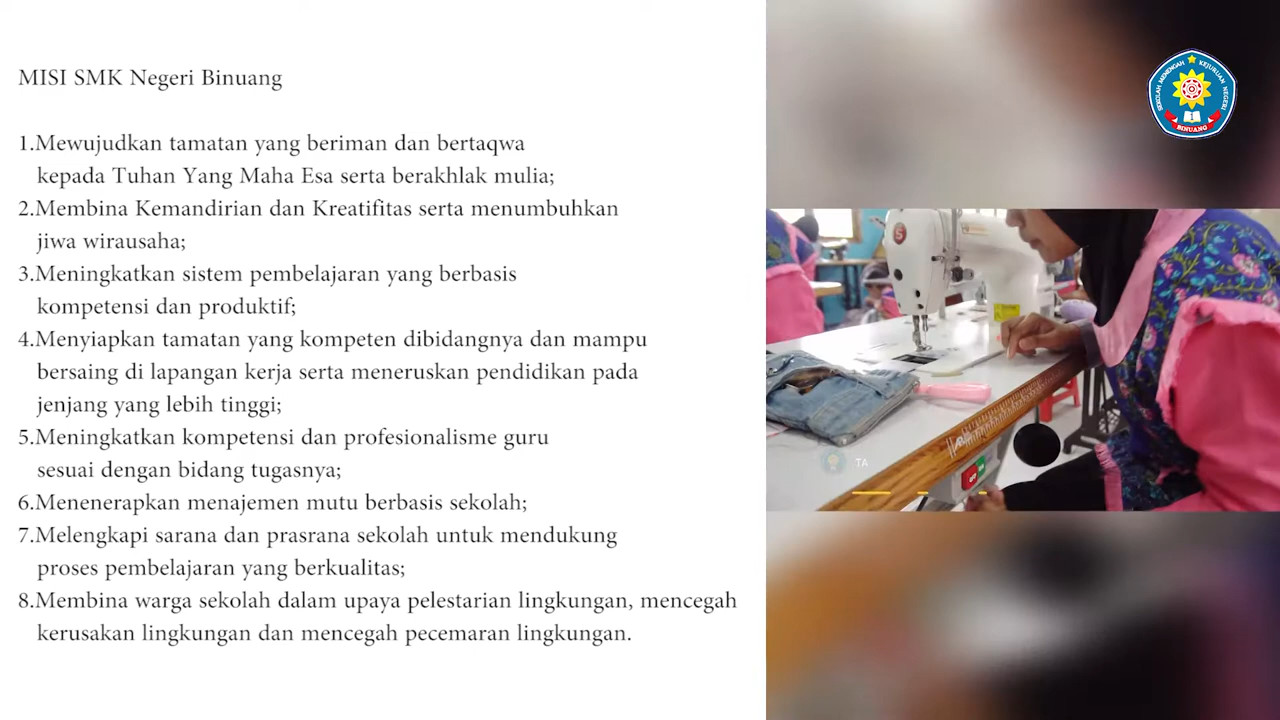 MISI SMK Negeri Binuang
1.Mewujudkan tamatan yang beriman dan bertaqwa
kepada Tuhan Yang Maha Esa serta berakhlak mulia;
2.Membina Kemandirian dan Kreatifitas serta menumbuhkan
jiwa wirausaha;
3.Meningkatkan sistem pembelajaran yang berbasis
kompetensi dan produktif;
4.Menyiapkan tamatan yang kompeten dibidangnya dan mampu
bersaing di lapangan kerja serta meneruskan pendidikan pada
jenjang yang lebih tinggi;
5.Meningkatkan kompetensi dan profesionalisme guru
sesuai dengan bidang tugasnya;
6.Menenerapkan menajemen mutu berbasis sekolah;
7.Melengkapi sarana dan prasrana sekolah untuk mendukung
proses pembelajaran yang berkualitas;
8.Membina warga sekolah dalam upaya pelestarian lingkungan, mencegah
kerusakan lingkungan dan mencegah pecemaran lingkungan.
SEKOLAH MENENGAH KEJURUAN NEGERI
BINUANG
S
TA